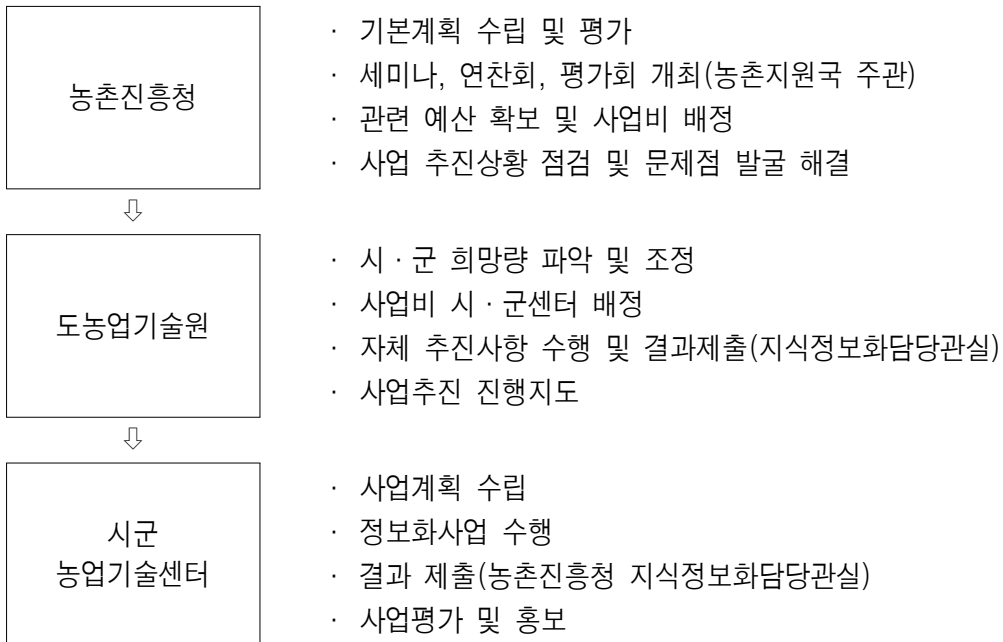 농촌진흥청
· 기본계획 수립 및 평가
· 세미나, 연찬회, 평가회 개최(농촌지원국 주관)
· 관련 예산 확보 및 사업비 배정
· 사업 추진상황 점검 및 문제점 발굴 해결
⇩
도농업기술원
· 시·군 희망량 파악 및 조정
· 사업비 시·군센터 배정
· 자체 추진사항 수행 및 결과제출(지식정보화담당관실)
· 사업추진 진행지도
⇩
시군
농업기술센터
· 사업계획 수립
· 정보화사업 수행
· 결과 제출(농촌진흥청 지식정보화담당관실)
· 사업평가 및 홍보